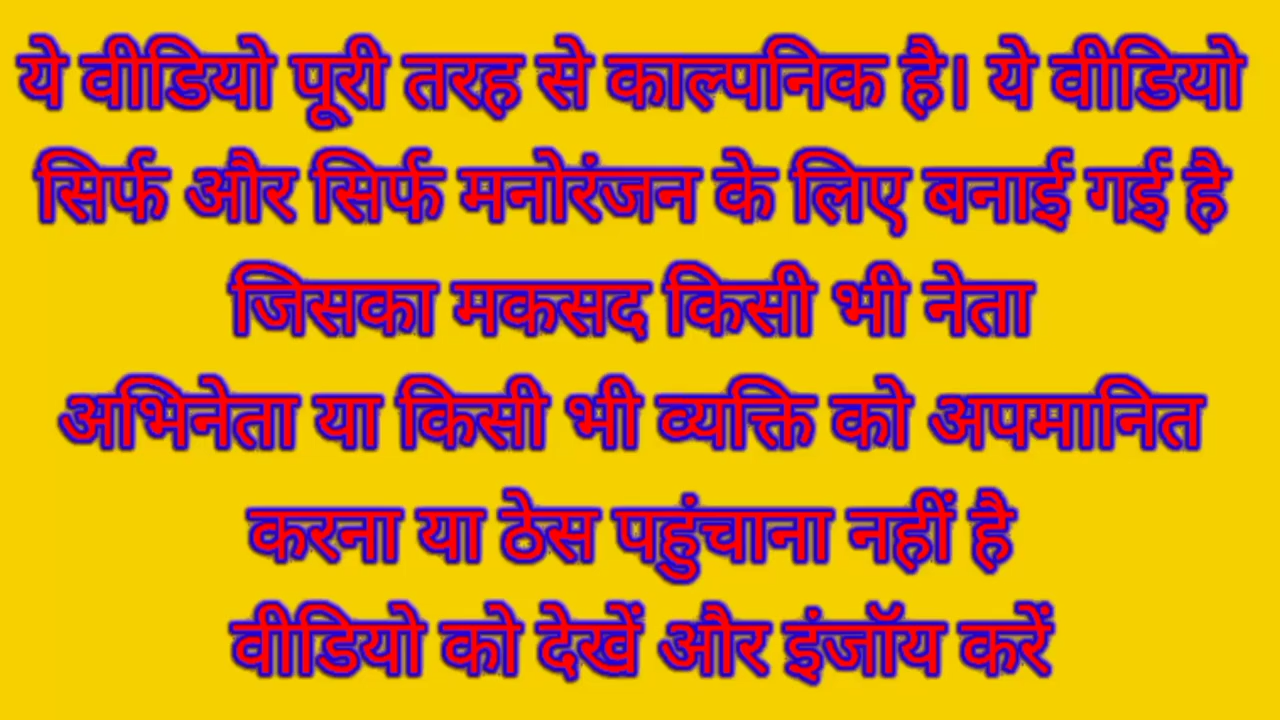 ये वीडियो पूरी तरह से काल्पनिक है। ये वीडियो
सिर्फ और सिर्फ मनोरंजन के लिए बनाई गई है
जिसका मकसद किसी भी नेता
अभिनेता या किसी भी व्यक्ति को अपमानित
करना या ठेस पहुंचाना नहीं है
वीडियो को देखें और इंजॉय करें